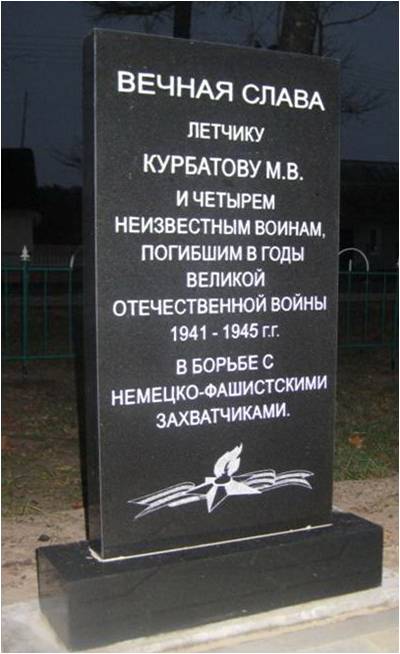 ВЕЧНАЯ СЛАВА
ЛЕТЧИКУ
КУРБАТОВУ М.В.
И ЧЕТЫРЕМ
НЕИЗВЕСТНЫМ ВОИНАМ,
ПОГИБШИМ В ГОДЫ
ВЕЛИКОЙ
ОТЕЧЕСТВЕННОЙ ВОЙНЫ
1941 - 1945 г.г.
В БОРЬБЕ С
НЕМЕЦКО-ФАШИСТСКИМИ
ЗАХВАТЧИКАМИ.